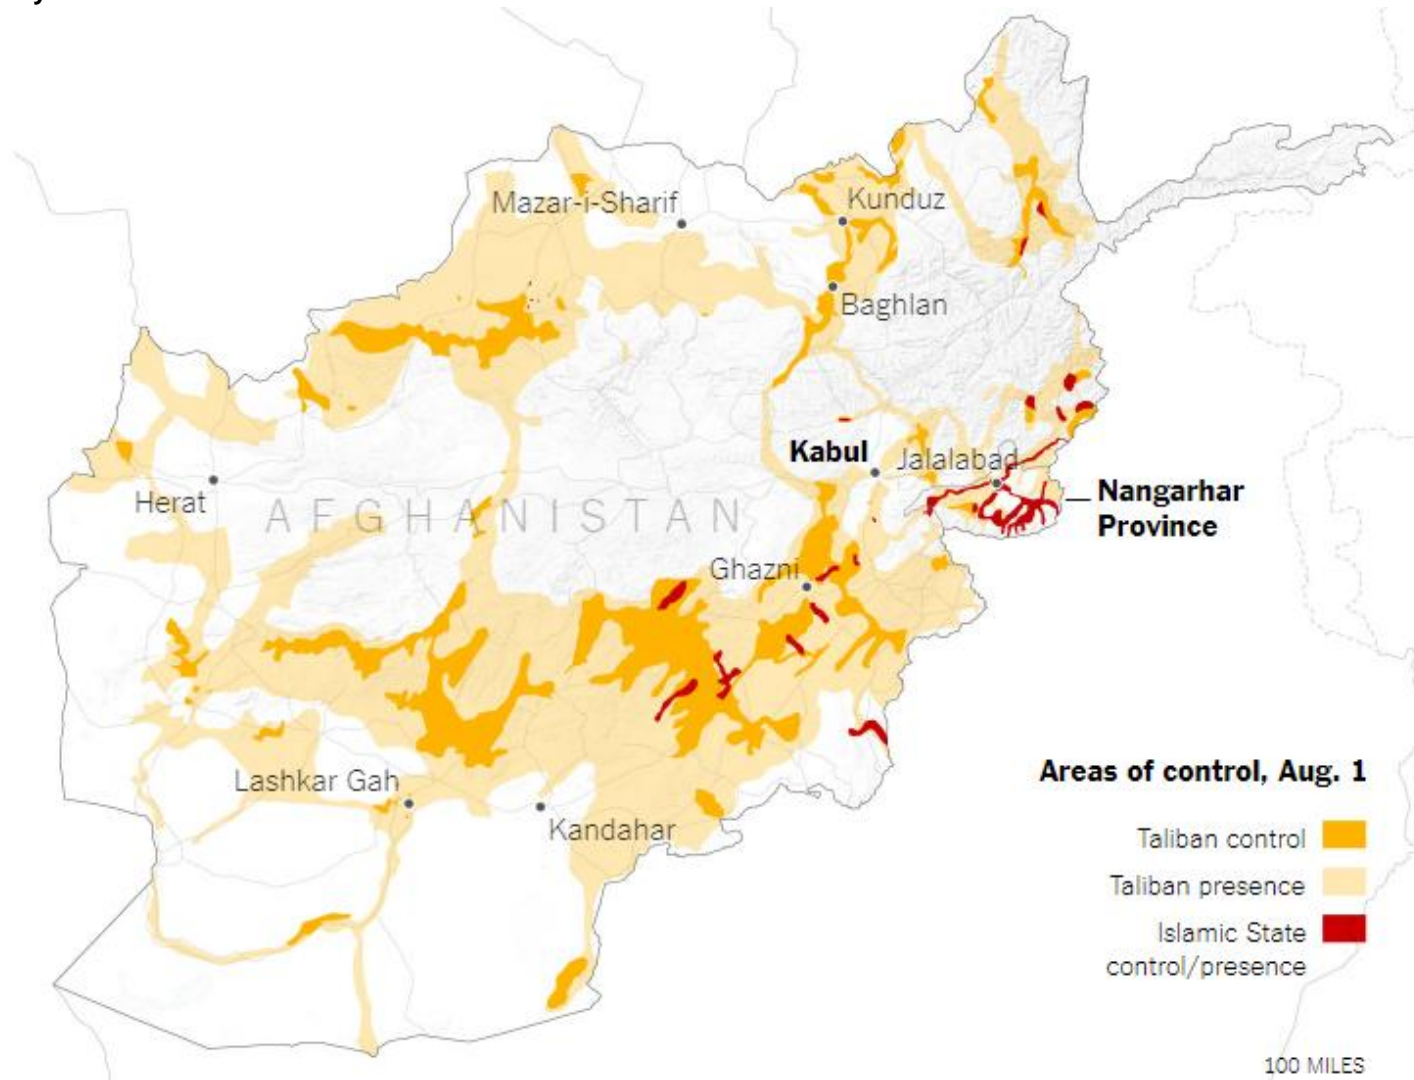 Mazar-i-Sharif
Kunduz
Baghlan
Kabul
Jalalabad
Herat
AFGHANISTAN
Nangarhar
Province
Ghazni
Lashkar Gah
Kandahar
Areas of control, Aug. 1
Taliban control
Taliban presence
Islamic State
control/presence
100 MILES